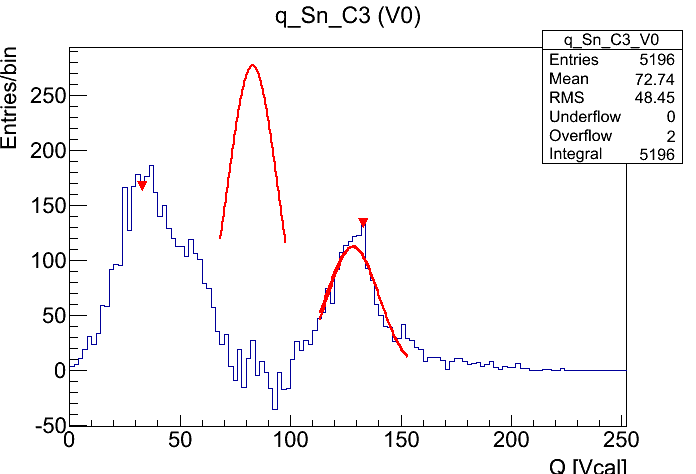 q_Sn_C3 (V0)
q_Sn_C3_V0
Entries 5196
Mean 72.74
RMS 48.45
Underflow 0
Overflow 2
Integral 5196
Entries/bin
250
200
150
100
50
0
-50
0 50 100 150 200 250
Q [Vcal]